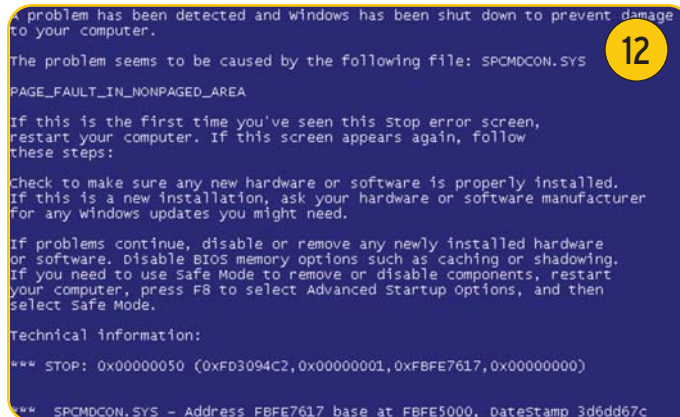 A problem has been detected and Windows has been shut down to prevent damage
to your computer.
12
The problem seems to be caused by the following file: SPCMDCON.SYS
PAGE_FAULT_IN_NONPAGED_AREA
If this is the first time you've seen this Stop error screen,
restart your computer. If this screen appears again, follow
these steps:
Check to make sure any new hardware or software is properly installed.
If this is a new installation, ask your hardware or software manufacturer
for any Windows updates you might need.
If problems continue, disable or remove any newly installed hardware
or software. Disable BIOS memory options such as caching or shadowing.
If you need to use Safe Mode to remove or disable components, restart
your computer, press F8 to select Advanced Startup Options, and then
select Safe Mode.
Technical information:
*** STOP: 0x00000050 (0xFD3094C2,0x00000001,0xFBFE7617,0x00000000)
*** SPCMDCON.SYS - Address FBFE7617 base at FBFE5000, DateStamp 3d6dd67c